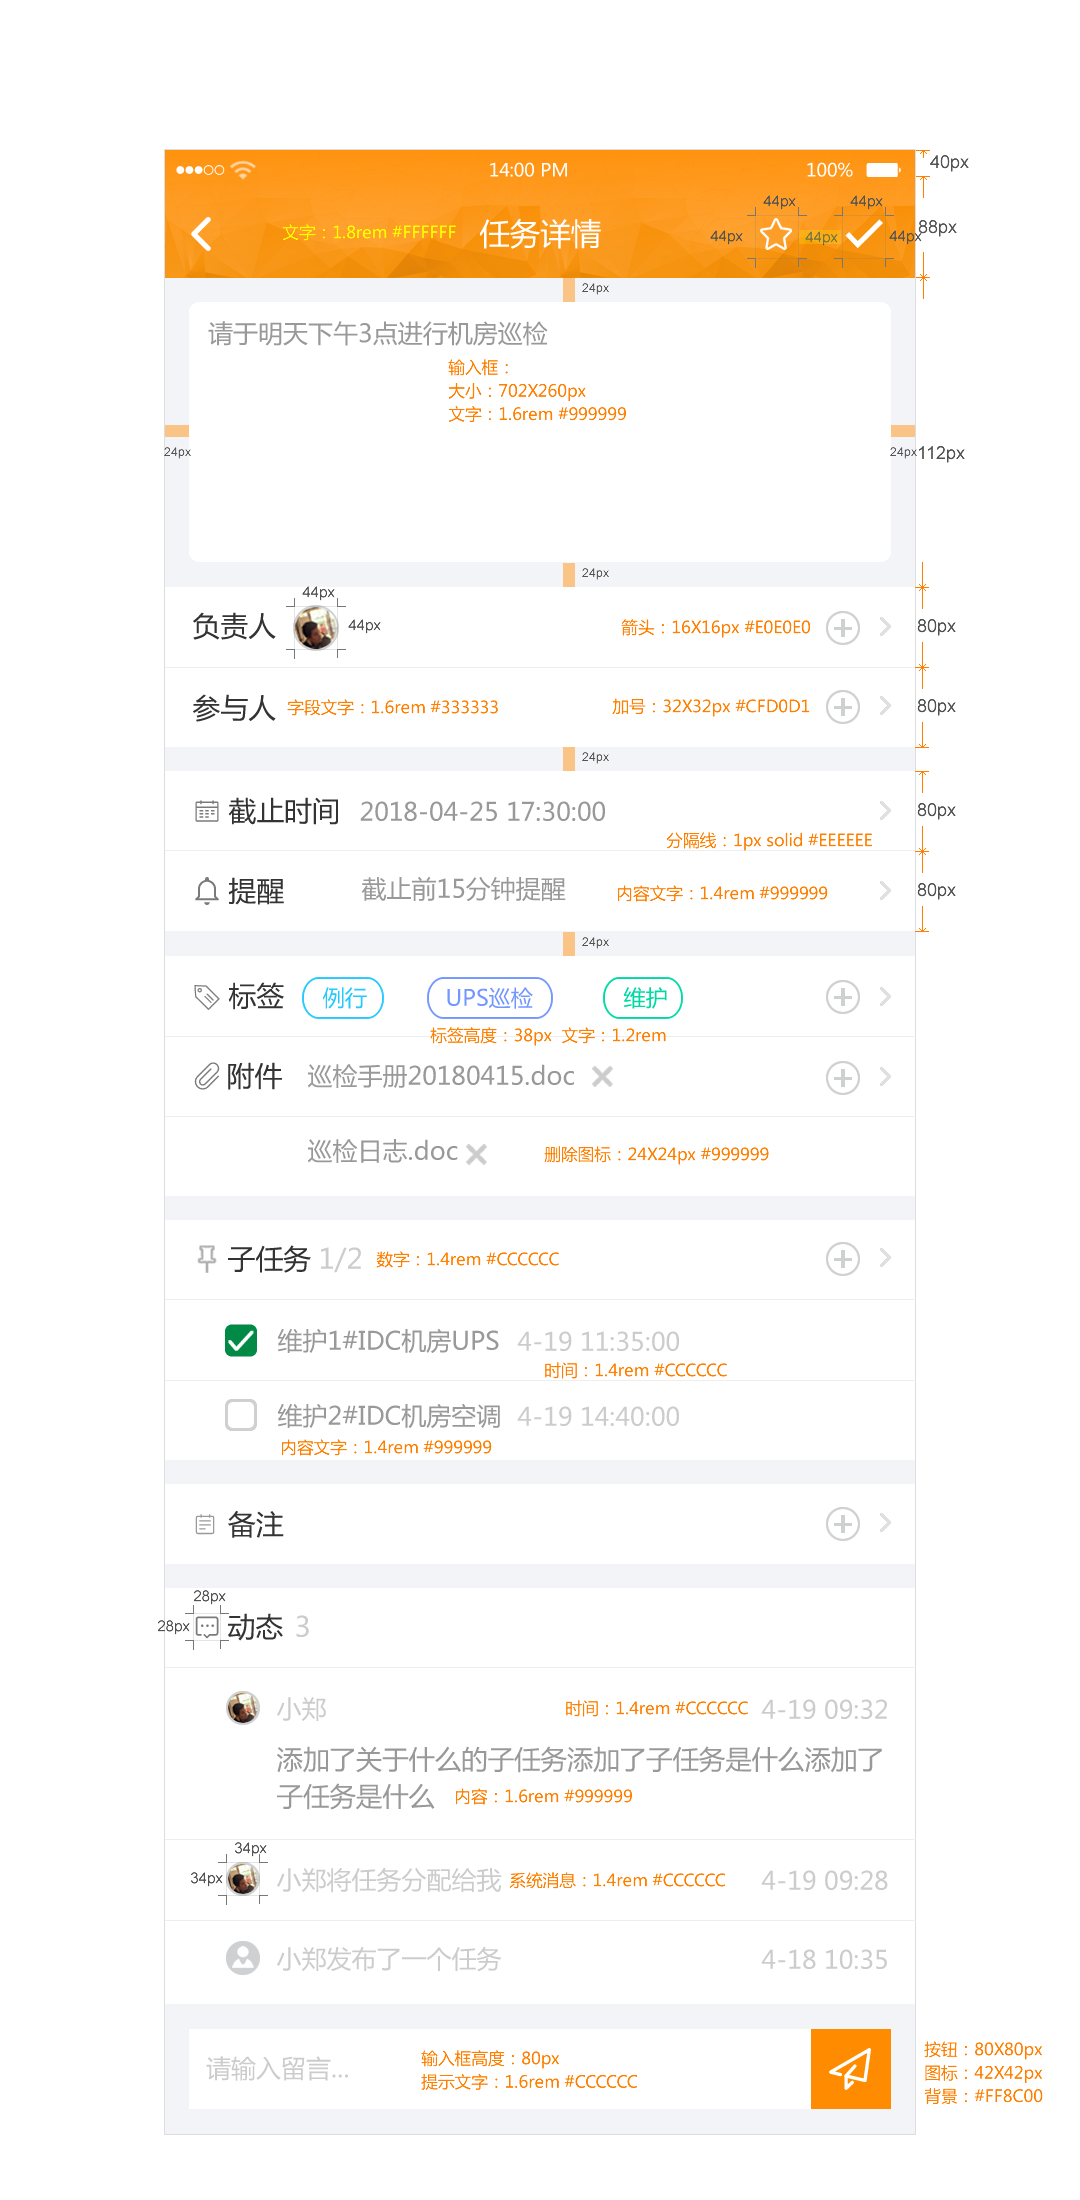 14:00 PM
100%
40px
44px
44px
文字：1.8rem #FFFFFF
任务详情
44px
44px
44px
88px
24px
请于明天下午3点进行机房巡检
输入框：
大小：702X260px
文字：1.6rem #999999
24px
24px
112px
24px
44px
负责人
44px
箭头：16X16px #E0E0E0
80px
参与人
字段文字：1.6rem #333333
加号：32X32px #CFD0D1
80px
24px
截止时间
2018-04-25 17:30:00
80px
分隔线：1px solid #EEEEEE
提醒
截止前15分钟提醒
内容文字：1.4rem #999999
80px
24px
标签
例行
UPS巡检
维护
标签高度：38px 文字：1.2rem
附件
巡检手册20180415.doc
巡检日志.doc
删除图标：24X24px #999999
子任务 1/2
数字：1.4rem #CCCCCC
维护1#IDC机房UPS
4-19 11:35:00
时间：1.4rem #CCCCCC
维护2#IDC机房空调
4-19 14:40:00
内容文字：1.4rem #999999
备注
28px
28px
动态 3
小郑
时间：1.4rem #CCCCCC
4-19 09:32
添加了关于什么的子任务添加了子任务是什么添加了
子任务是什么
内容：1.6rem #999999
34px
34px
小郑将任务分配给我
系统消息：1.4rem #CCCCCC
4-19 09:28
小郑发布了一个任务
4-18 10:35
请输入留言...
输入框高度：80px
提示文字：1.6rem #CCCCCC
按钮：80X80px
图标：42X42px
背景：#FF8C00